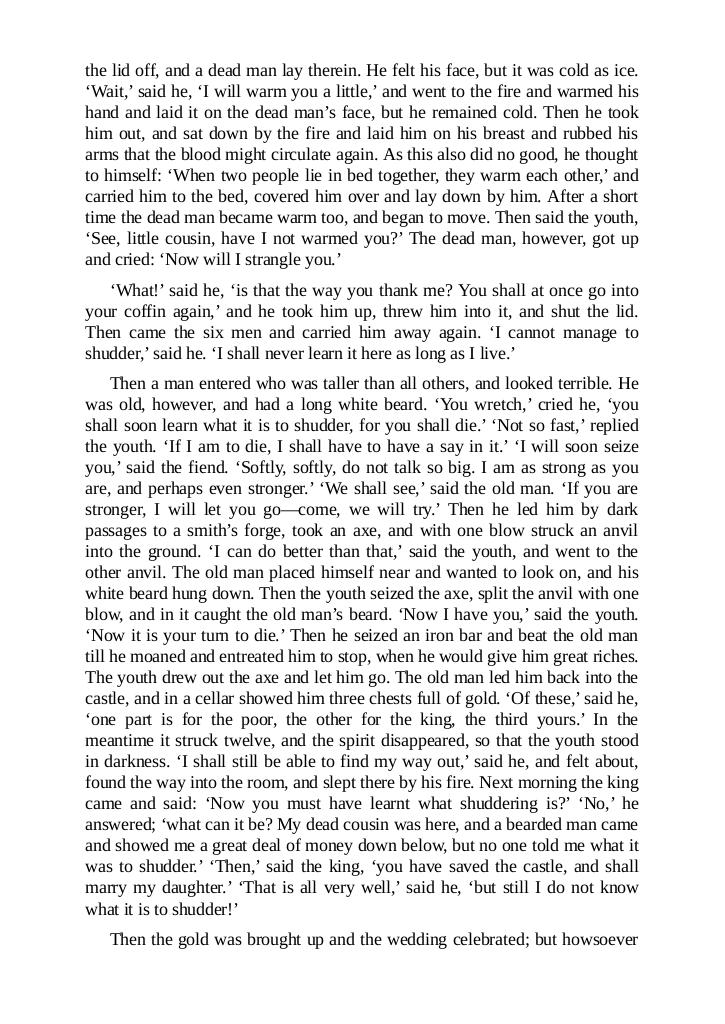 the lid off, and a dead man lay therein. He felt his face, but it was cold as ice.
‘Wait,’ said he, ‘I will warm you a little,’ and went to the fire and warmed his
hand and laid it on the dead man’s face, but he remained cold. Then he took
him out, and sat down by the fire and laid him on his breast and rubbed his
arms that the blood might circulate again. As this also did no good, he thought
to himself: ‘When two people lie in bed together, they warm each other,’ and
carried him to the bed, covered him over and lay down by him. After a short
time the dead man became warm too, and began to move. Then said the youth,
‘See, little cousin, have I not warmed you?’ The dead man, however, got up
and cried: ‘Now will I strangle you.’
‘What!’ said he, ‘is that the way you thank me? You shall at once go into
your coffin again,’ and he took him up, threw him into it, and shut the lid.
Then came the six men and carried him away again. ‘I cannot manage to
shudder,’ said he. ‘I shall never learn it here as long as I live.’
Then a man entered who was taller than all others, and looked terrible. He
was old, however, and had a long white beard. ‘You wretch,’ cried he, ‘you
shall soon learn what it is to shudder, for you shall die.’ ‘Not so fast,’ replied
the youth. ‘If I am to die, I shall have to have a say in it.’ ‘I will soon seize
you,’ said the fiend. ‘Softly, softly, do not talk so big. I am as strong as you
are, and perhaps even stronger.’ ‘We shall see,’ said the old man. ‘If you are
stronger, I will let you go—come, we will try.’ Then he led him by dark
passages to a smith’s forge, took an axe, and with one blow struck an anvil
into the ground. ‘I can do better than that,’ said the youth, and went to the
other anvil. The old man placed himself near and wanted to look on, and his
white beard hung down. Then the youth seized the axe, split the anvil with one
blow, and in it caught the old man’s beard. ‘Now I have you,’ said the youth.
‘Now it is your turn to die.’ Then he seized an iron bar and beat the old man
till he moaned and entreated him to stop, when he would give him great riches.
The youth drew out the axe and let him go. The old man led him back into the
castle, and in a cellar showed him three chests full of gold. ‘Of these,’ said he,
‘one part is for the poor, the other for the king, the third yours.’ In the
meantime it struck twelve, and the spirit disappeared, so that the youth stood
in darkness. ‘I shall still be able to find my way out,’ said he, and felt about,
found the way into the room, and slept there by his fire. Next morning the king
came and said: ‘Now you must have learnt what shuddering is?’ ‘No,’ he
answered; ‘what can it be? My dead cousin was here, and a bearded man came
and showed me a great deal of money down below, but no one told me what it
was to shudder.’ ‘Then,’ said the king, ‘you have saved the castle, and shall
marry my daughter.’ ‘That is all very well,’ said he, ‘but still I do not know
what it is to shudder!’
Then the gold was brought up and the wedding celebrated; but howsoever